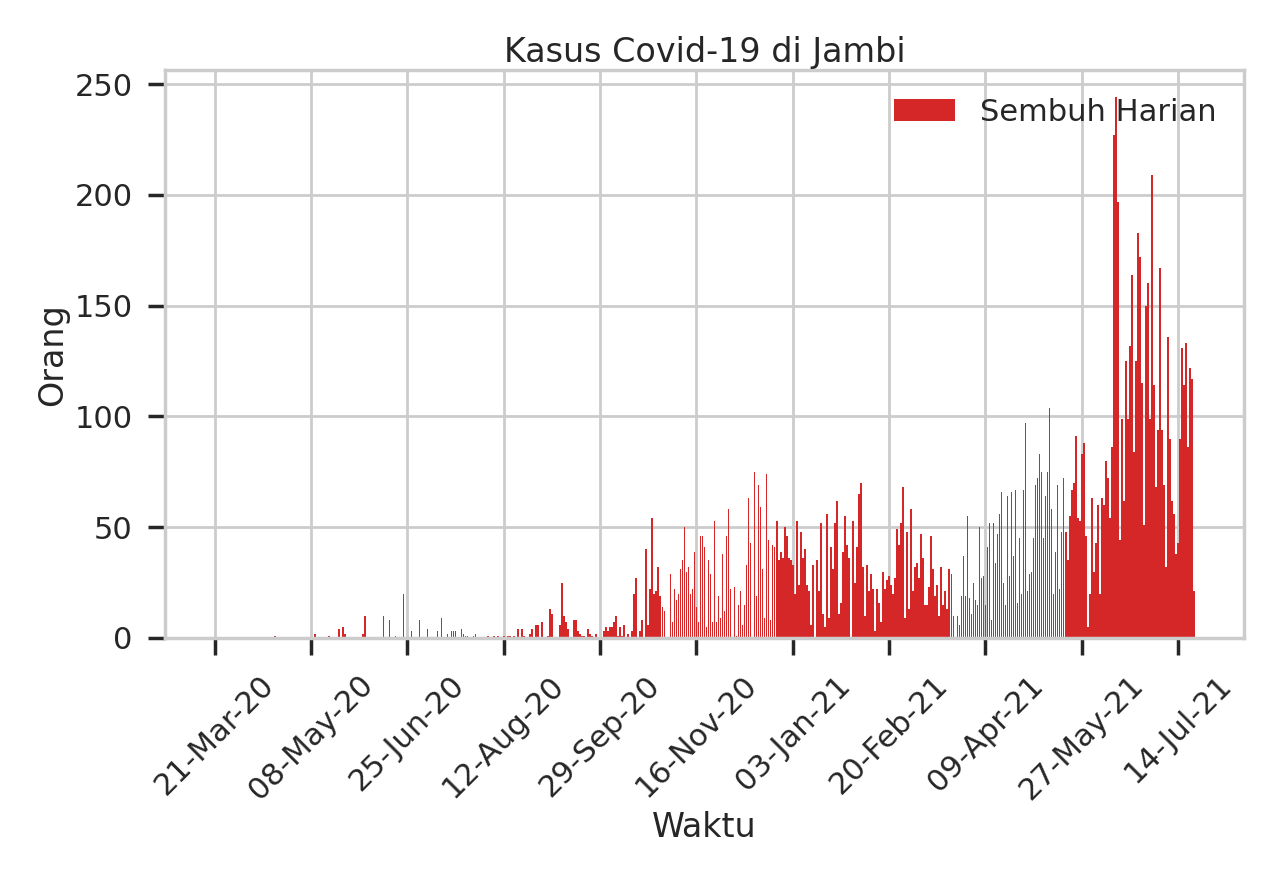 Kasus Covid-19 di Jambi
Sembuh Harian
Orang
250
200
150
100
50
0
21-Mar-20
08-May-20
25-Jun-20
12-Aug-20
29-Sep-20
16-Nov-20
03-Jan-21
20-Feb-21
09-Apr-21
27-May-21
14-Jul-21
Waktu